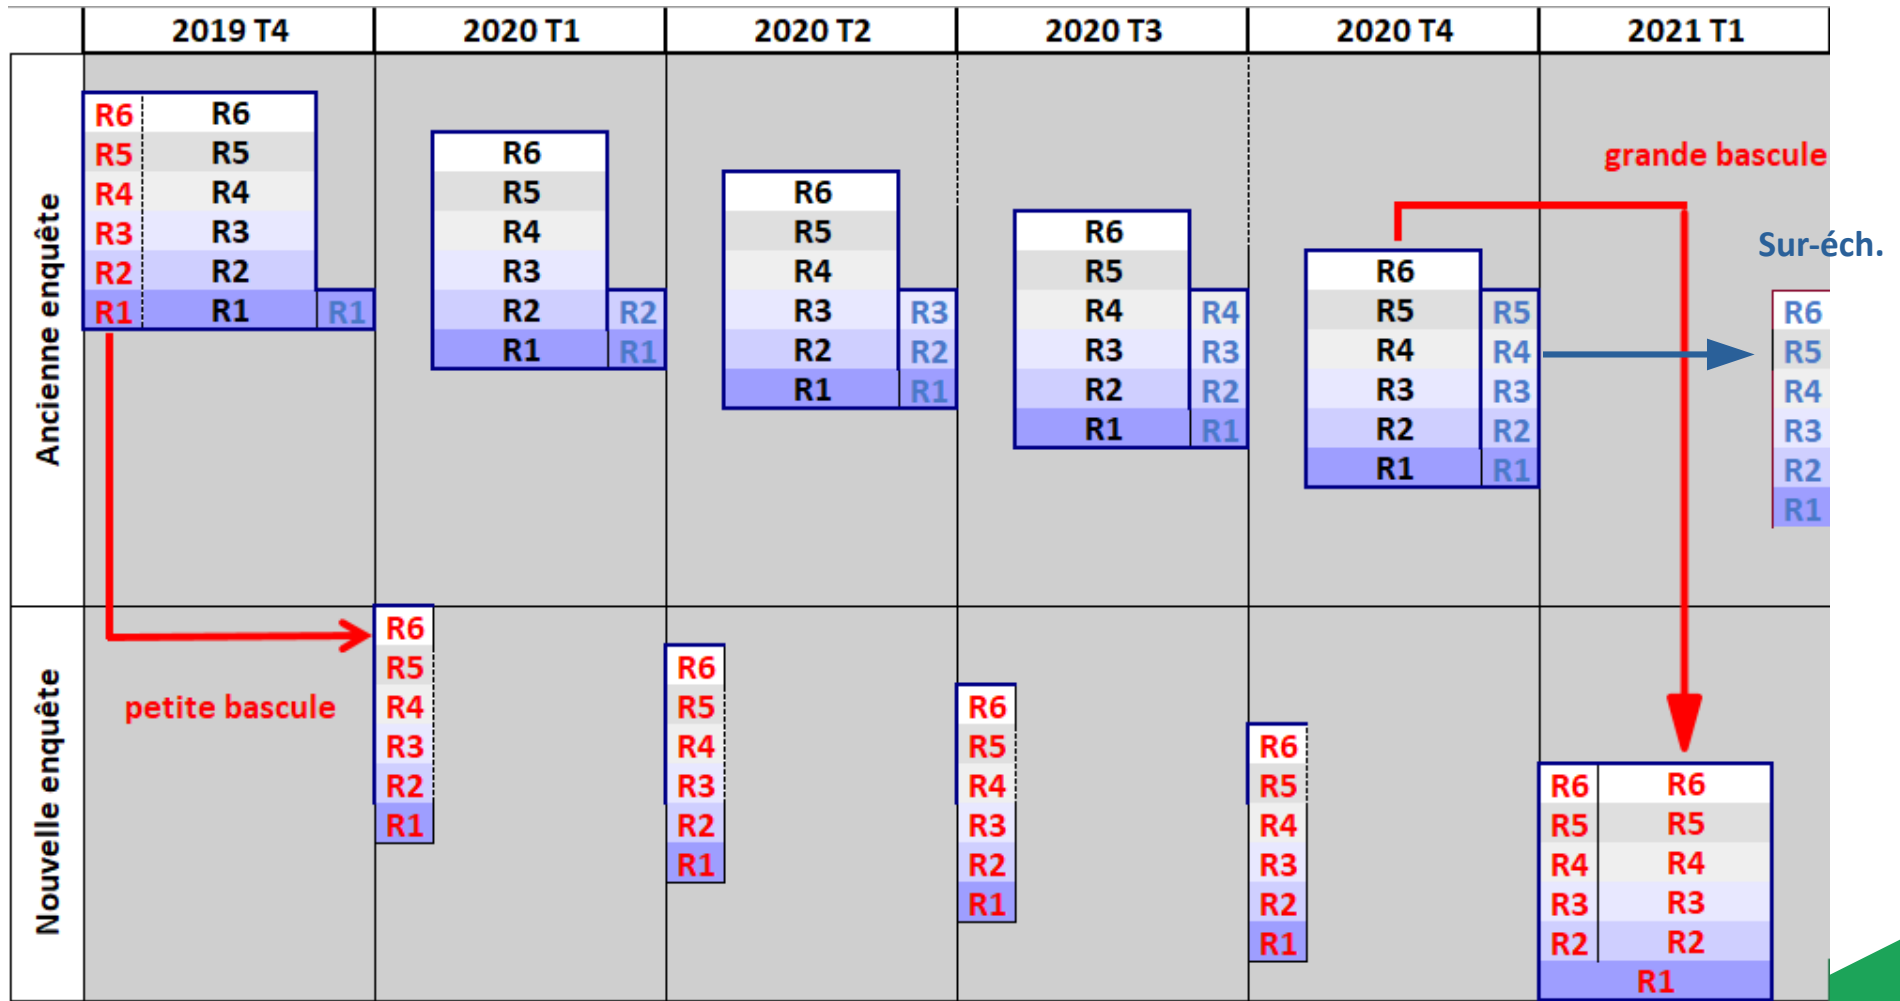 2019 T4 2020 T1 2020 T2 2020 T3 2020 T4 2021 T1
Ancienne enquête
R6 R6
R5 R5
R4 R4
R3 R3
R2 R2
R1 R1 R1
R6
R5
R4
R3
R2 R2
R1 R1
R6
R5
R4
R3 R3
R2 R2
R1 R1
R6
R5
R4 R4
R3 R3
R2 R2
R1 R1
R6
R5 R5
R4 R4
R3 R3
R2 R2
R1 R1
grande bascule
Sur-éch.
R6
R5
R4
R3
R2
R1
Nouvelle enquête
petite bascule
R6
R5
R4
R3
R2
R1
R6
R5
R4
R3
R2
R1
R6
R5
R4
R3
R2
R1
R6
R5
R4
R3
R2
R1
R6 R6
R5 R5
R4 R4
R3 R3
R2 R2
R1